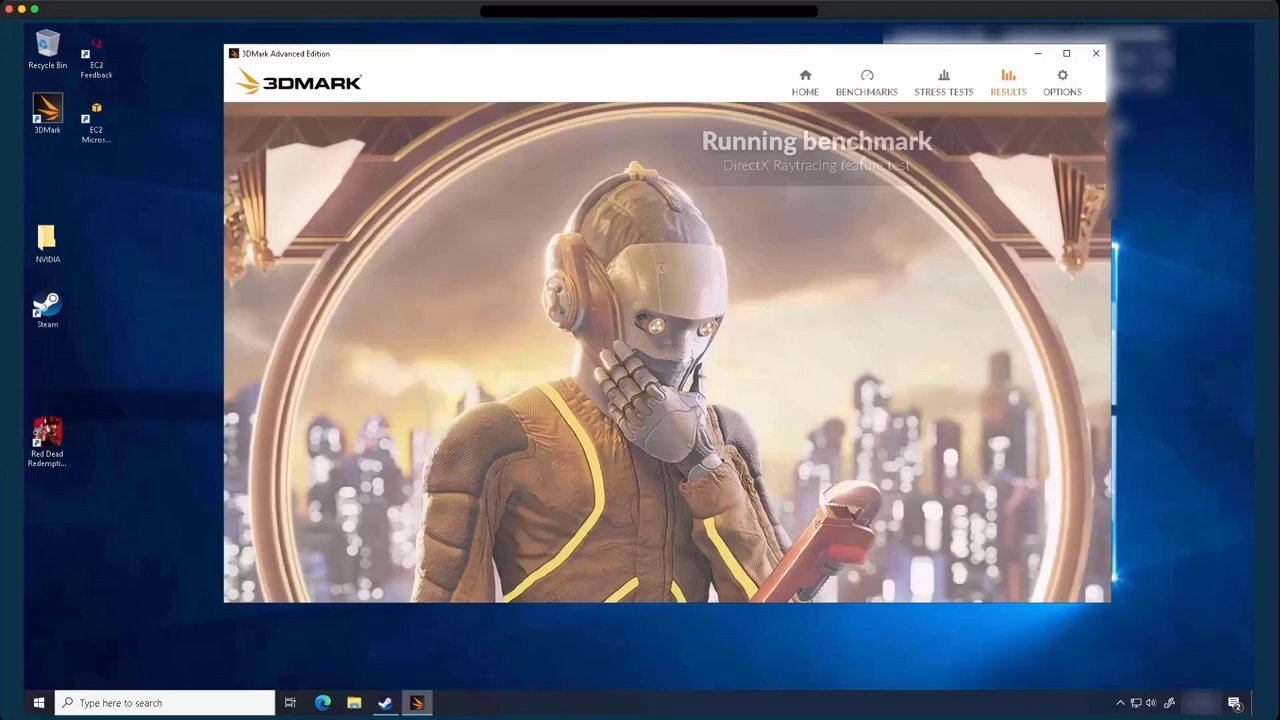 Recycle Bin
EC2
Feedback
3DMark
EC2
Micros...
NVIDIA
Steam
Red Dead
Redempti...
3DMark Advanced Edition
3DMARK
HOME
BENCHMARKS
STRESS TESTS
RESULTS
OPTIONS
Running benchmark
DirectX Raytracing feature test
Type here to search
2